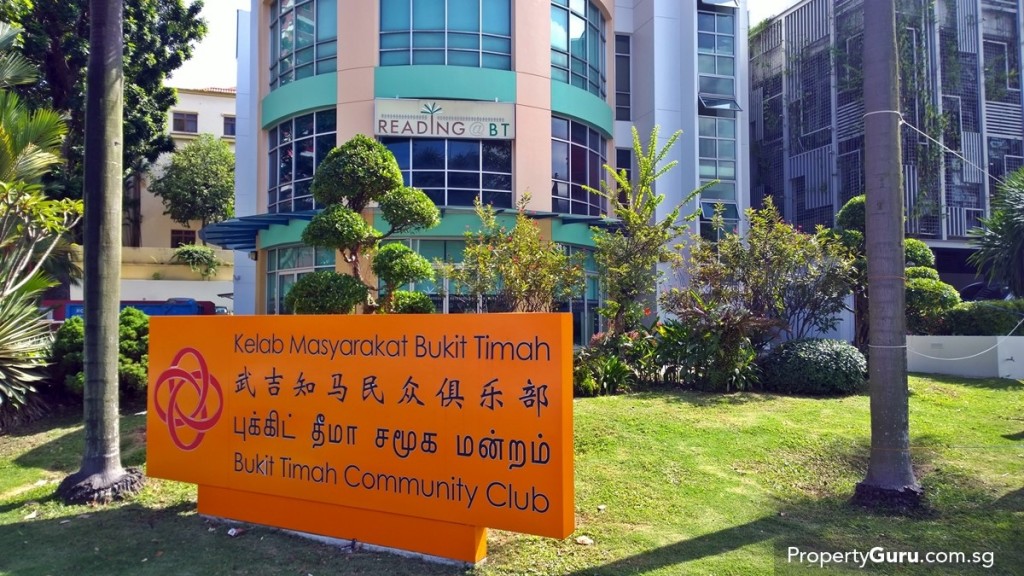 READING@BT
Kelab Masyarakat Bukit Timah
武吉知马民众俱乐部
புக்கிட் தீமா சமூக மன்றம்
Bukit Timah Community Club
PropertyGuru.com.sg